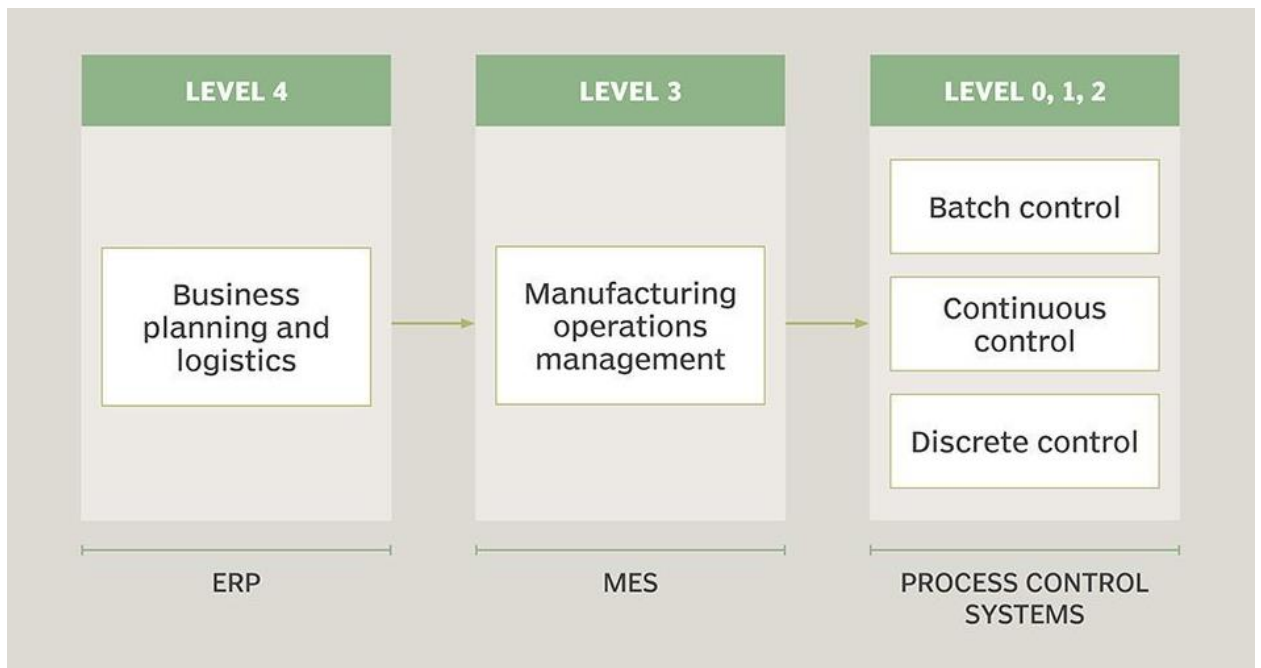 LEVEL 4
Business
planning and
logistics
ERP
LEVEL 3
Manufacturing
operations
management
MES
LEVEL 0, 1, 2
Batch control
Continuous
control
Discrete control
PROCESS CONTROL
SYSTEMS